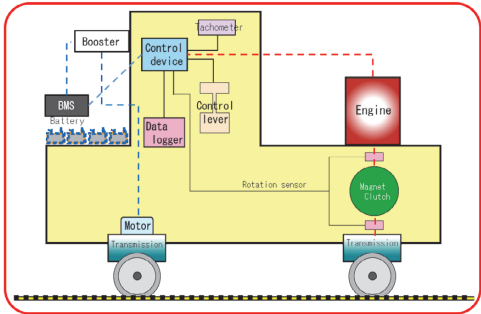 Tachometer
Booster
Control
device
BMS
Battery
Control
lever
Engine
Data
logger
Rotation sensor
Magnet
Clutch
Motor
Transmission
Transmission